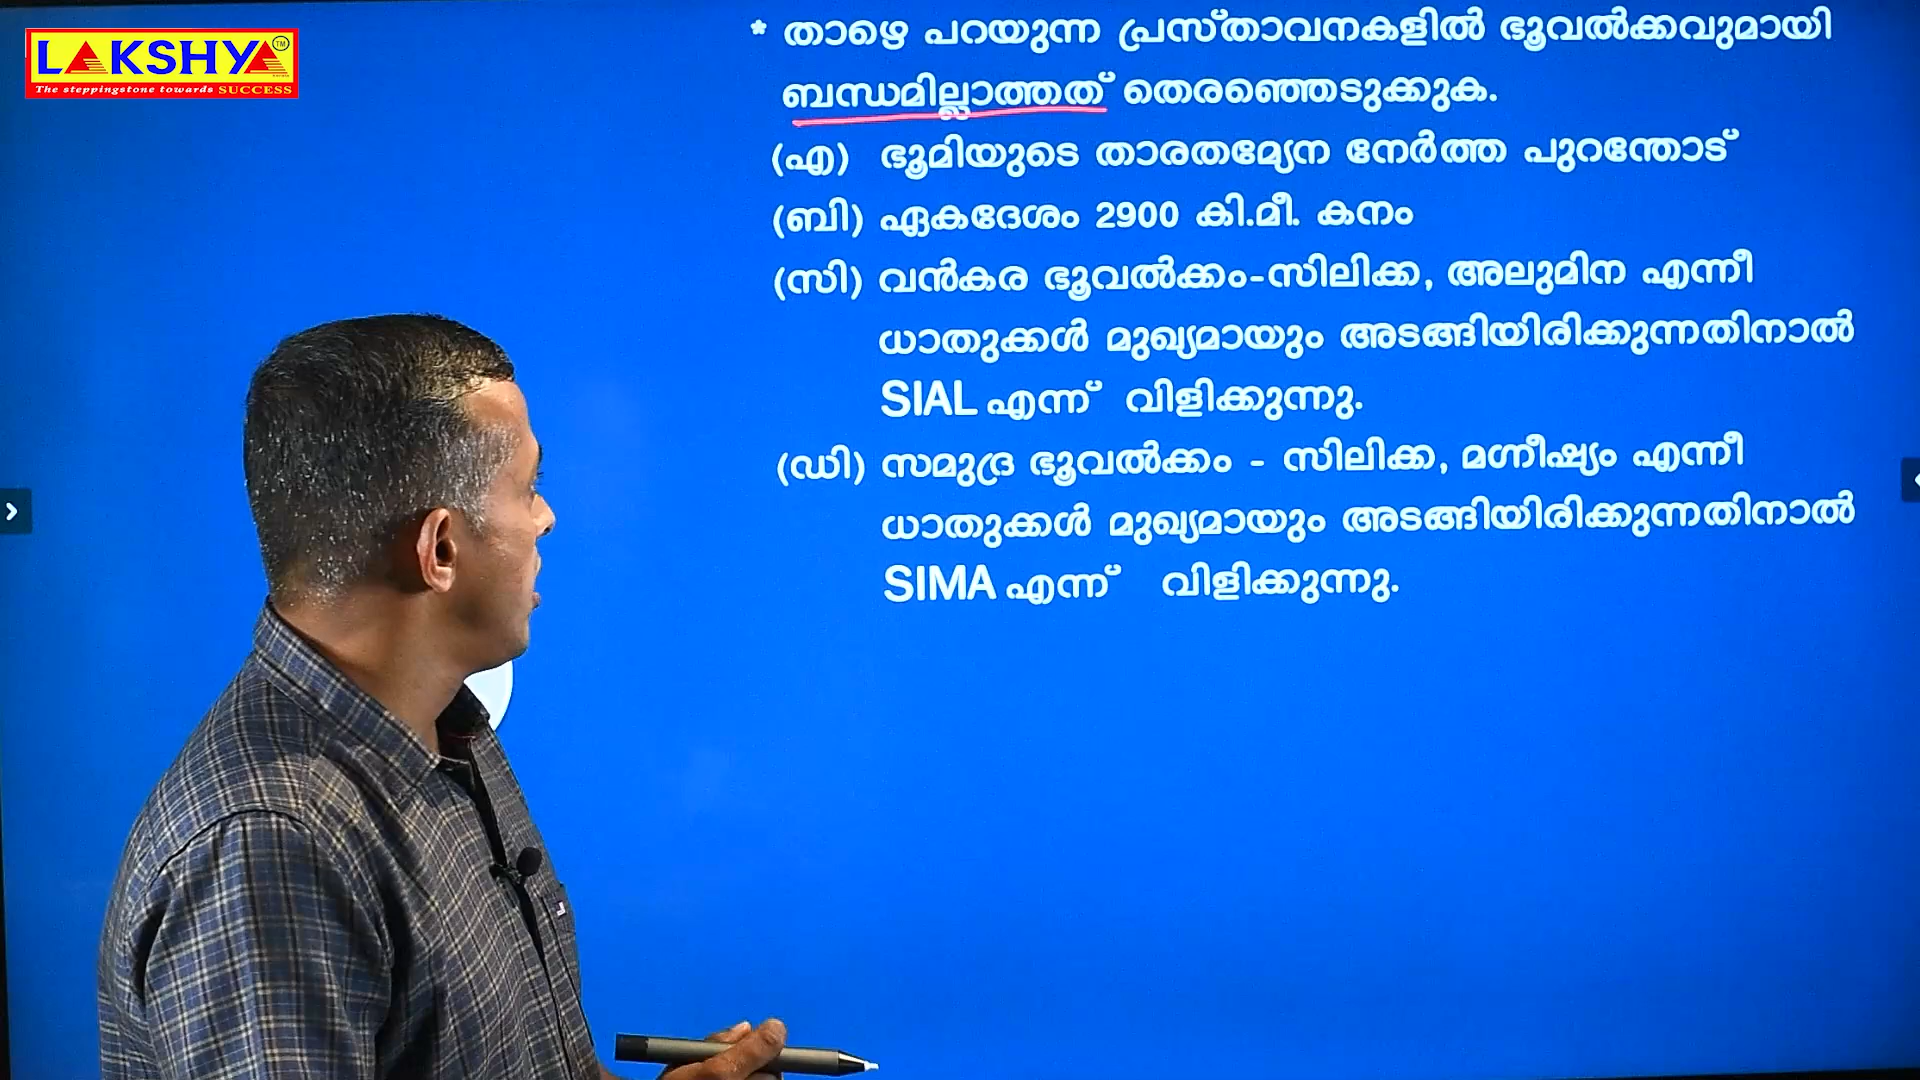 LAKSHYA TM
The steppingstone towards SUCCESS
* താഴെ പറയുന്ന പ്രസ്താവനകളിൽ ഭൂവൽക്കവുമായി
ബന്ധമില്ലാത്തത് തെരഞ്ഞെടുക്കുക.
(എ) ഭൂമിയുടെ താരതമ്യേന നേർത്ത പുറന്തോട്
(ബി) ഏകദേശം 2900 കി.മീ. കനം
(സി) വൻകര ഭൂവൽക്കം-സിലിക്ക, അലുമിന എന്നീ
ധാതുക്കൾ മുഖ്യമായും അടങ്ങിയിരിക്കുന്നതിനാൽ
SIAL എന്ന് വിളിക്കുന്നു.
(ഡി) സമുദ്ര ഭൂവൽക്കം - സിലിക്ക, മഗ്നീഷ്യം എന്നീ
ധാതുക്കൾ മുഖ്യമായും അടങ്ങിയിരിക്കുന്നതിനാൽ
SIMA എന്ന് വിളിക്കുന്നു.